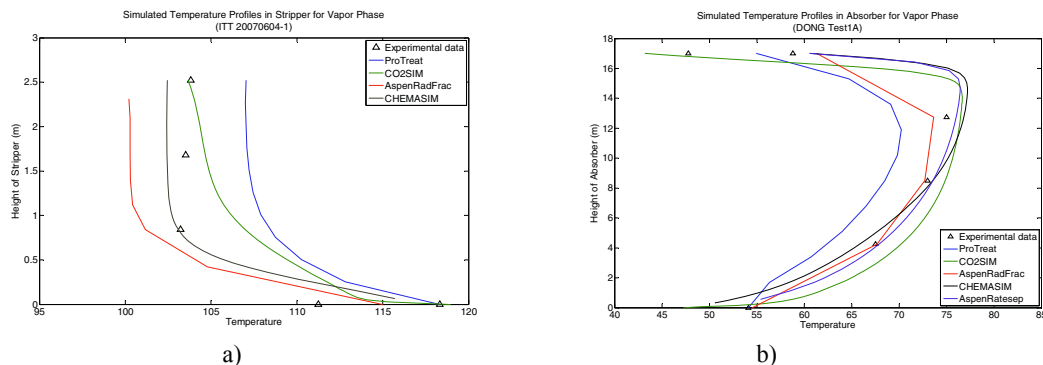 Simulated Temperature Profiles in Stripper for Vapor Phase
(ITT 20070604-1)
3
2.5
2
1.5
1
0.5
0
Height of Stripper (m)
95
100
105
110
115
120
Temperature
Experimental data
ProTreat
CO2SIM
AspenRadFrac
CHEMASIM
a)
Simulated Temperature Profiles in Absorber for Vapor Phase
(DONG Test1A)
18
16
14
12
10
8
6
4
2
0
Height of Absorber (m)
40
45
50
55
60
65
70
75
80
85
Temperature
Experimental data
ProTreat
CO2SIM
AspenRadFrac
CHEMASIM
AspenRatesep
b)